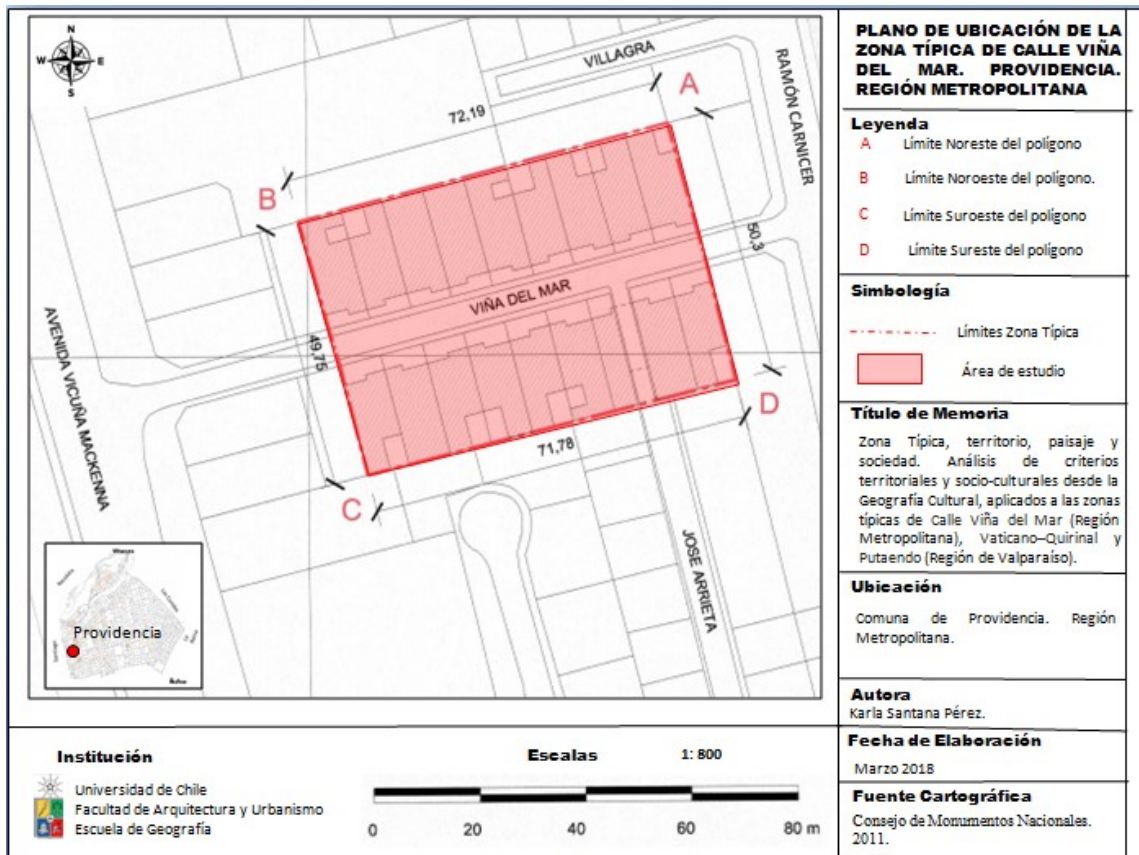 N
W
E
S
VILLAGRA
RAMÓN CARNICER
A
72,19
B
50,3
VIÑA DEL MAR
49,75
AVENIDA VICUÑA MACKENNA
D
71,78
C
JOSE ARRIETA
Providencia
PLANO DE UBICACIÓN DE LA
ZONA TÍPICA DE CALLE VIÑA
DEL MAR. PROVIDENCIA.
REGIÓN METROPOLITANA
Leyenda
A Límite Noreste del polígono
B Límite Noroeste del polígono.
C Límite Suroeste del polígono
D Límite Sureste del polígono
Simbología
Límites Zona Típica
Área de estudio
Título de Memoria
Zona Típica, territorio, paisaje y
sociedad. Análisis de criterios
territoriales y socio-culturales desde la
Geografía Cultural, aplicados a las zonas
típicas de Calle Viña del Mar (Región
Metropolitana), Vaticano–Quirinal y
Putaendo (Región de Valparaíso).
Ubicación
Comuna de Providencia. Región
Metropolitana.
Autora
Karla Santana Pérez.
Fecha de Elaboración
Marzo 2018
Fuente Cartográfica
Consejo de Monumentos Nacionales.
2011.
Institución
Universidad de Chile
Facultad de Arquitectura y Urbanismo
Escuela de Geografía
Escalas 1: 800
0 20 40 60 80 m